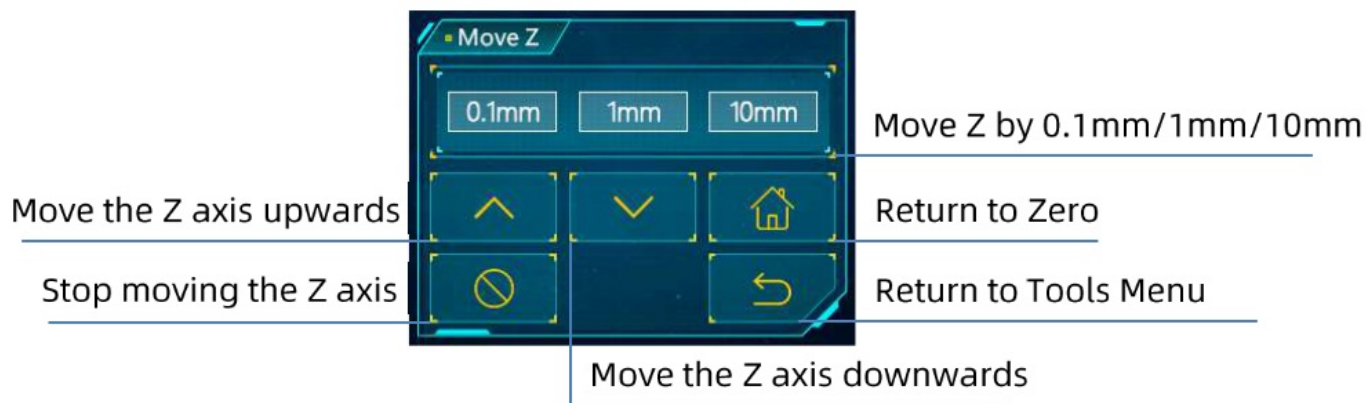 Move Z
0.1mm 1mm 10mm
Move Z by 0.1mm/1mm/10mm
Move the Z axis upwards
Return to Zero
Stop moving the Z axis
Return to Tools Menu
Move the Z axis downwards